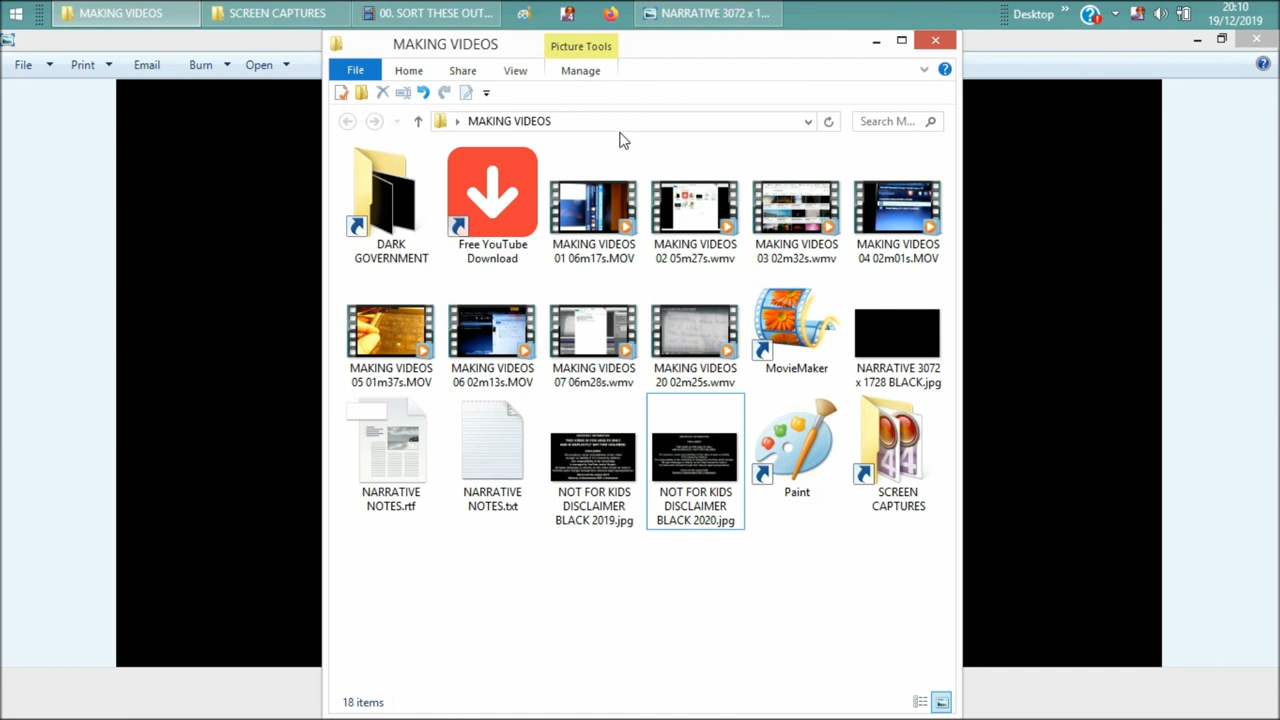 MAKING VIDEOS
SCREEN CAPTURES
00. SORT THESE OUT...
NARRATIVE 3072 x 1...
Desktop
20:10
19/12/2019
File
Print
Email
Burn
Open
MAKING VIDEOS
Picture Tools
File
Home
Share
View
Manage
MAKING VIDEOS
Search M...
DARK
GOVERNMENT
Free YouTube
Download
MAKING VIDEOS
01 06m17s.MOV
MAKING VIDEOS
02 05m27s.wmv
MAKING VIDEOS
03 02m32s.wmv
MAKING VIDEOS
04 02m01s.MOV
MAKING VIDEOS
05 01m37s.MOV
MAKING VIDEOS
06 02m13s.MOV
MAKING VIDEOS
07 06m28s.wmv
MAKING VIDEOS
20 02m25s.wmv
MovieMaker
NARRATIVE 3072
x 1728 BLACK.jpg
NARRATIVE
NOTES.rtf
NARRATIVE
NOTES.txt
NOT FOR KIDS
DISCLAIMER
BLACK 2019.jpg
NOT FOR KIDS
DISCLAIMER
BLACK 2020.jpg
Paint
SCREEN
CAPTURES
18 items